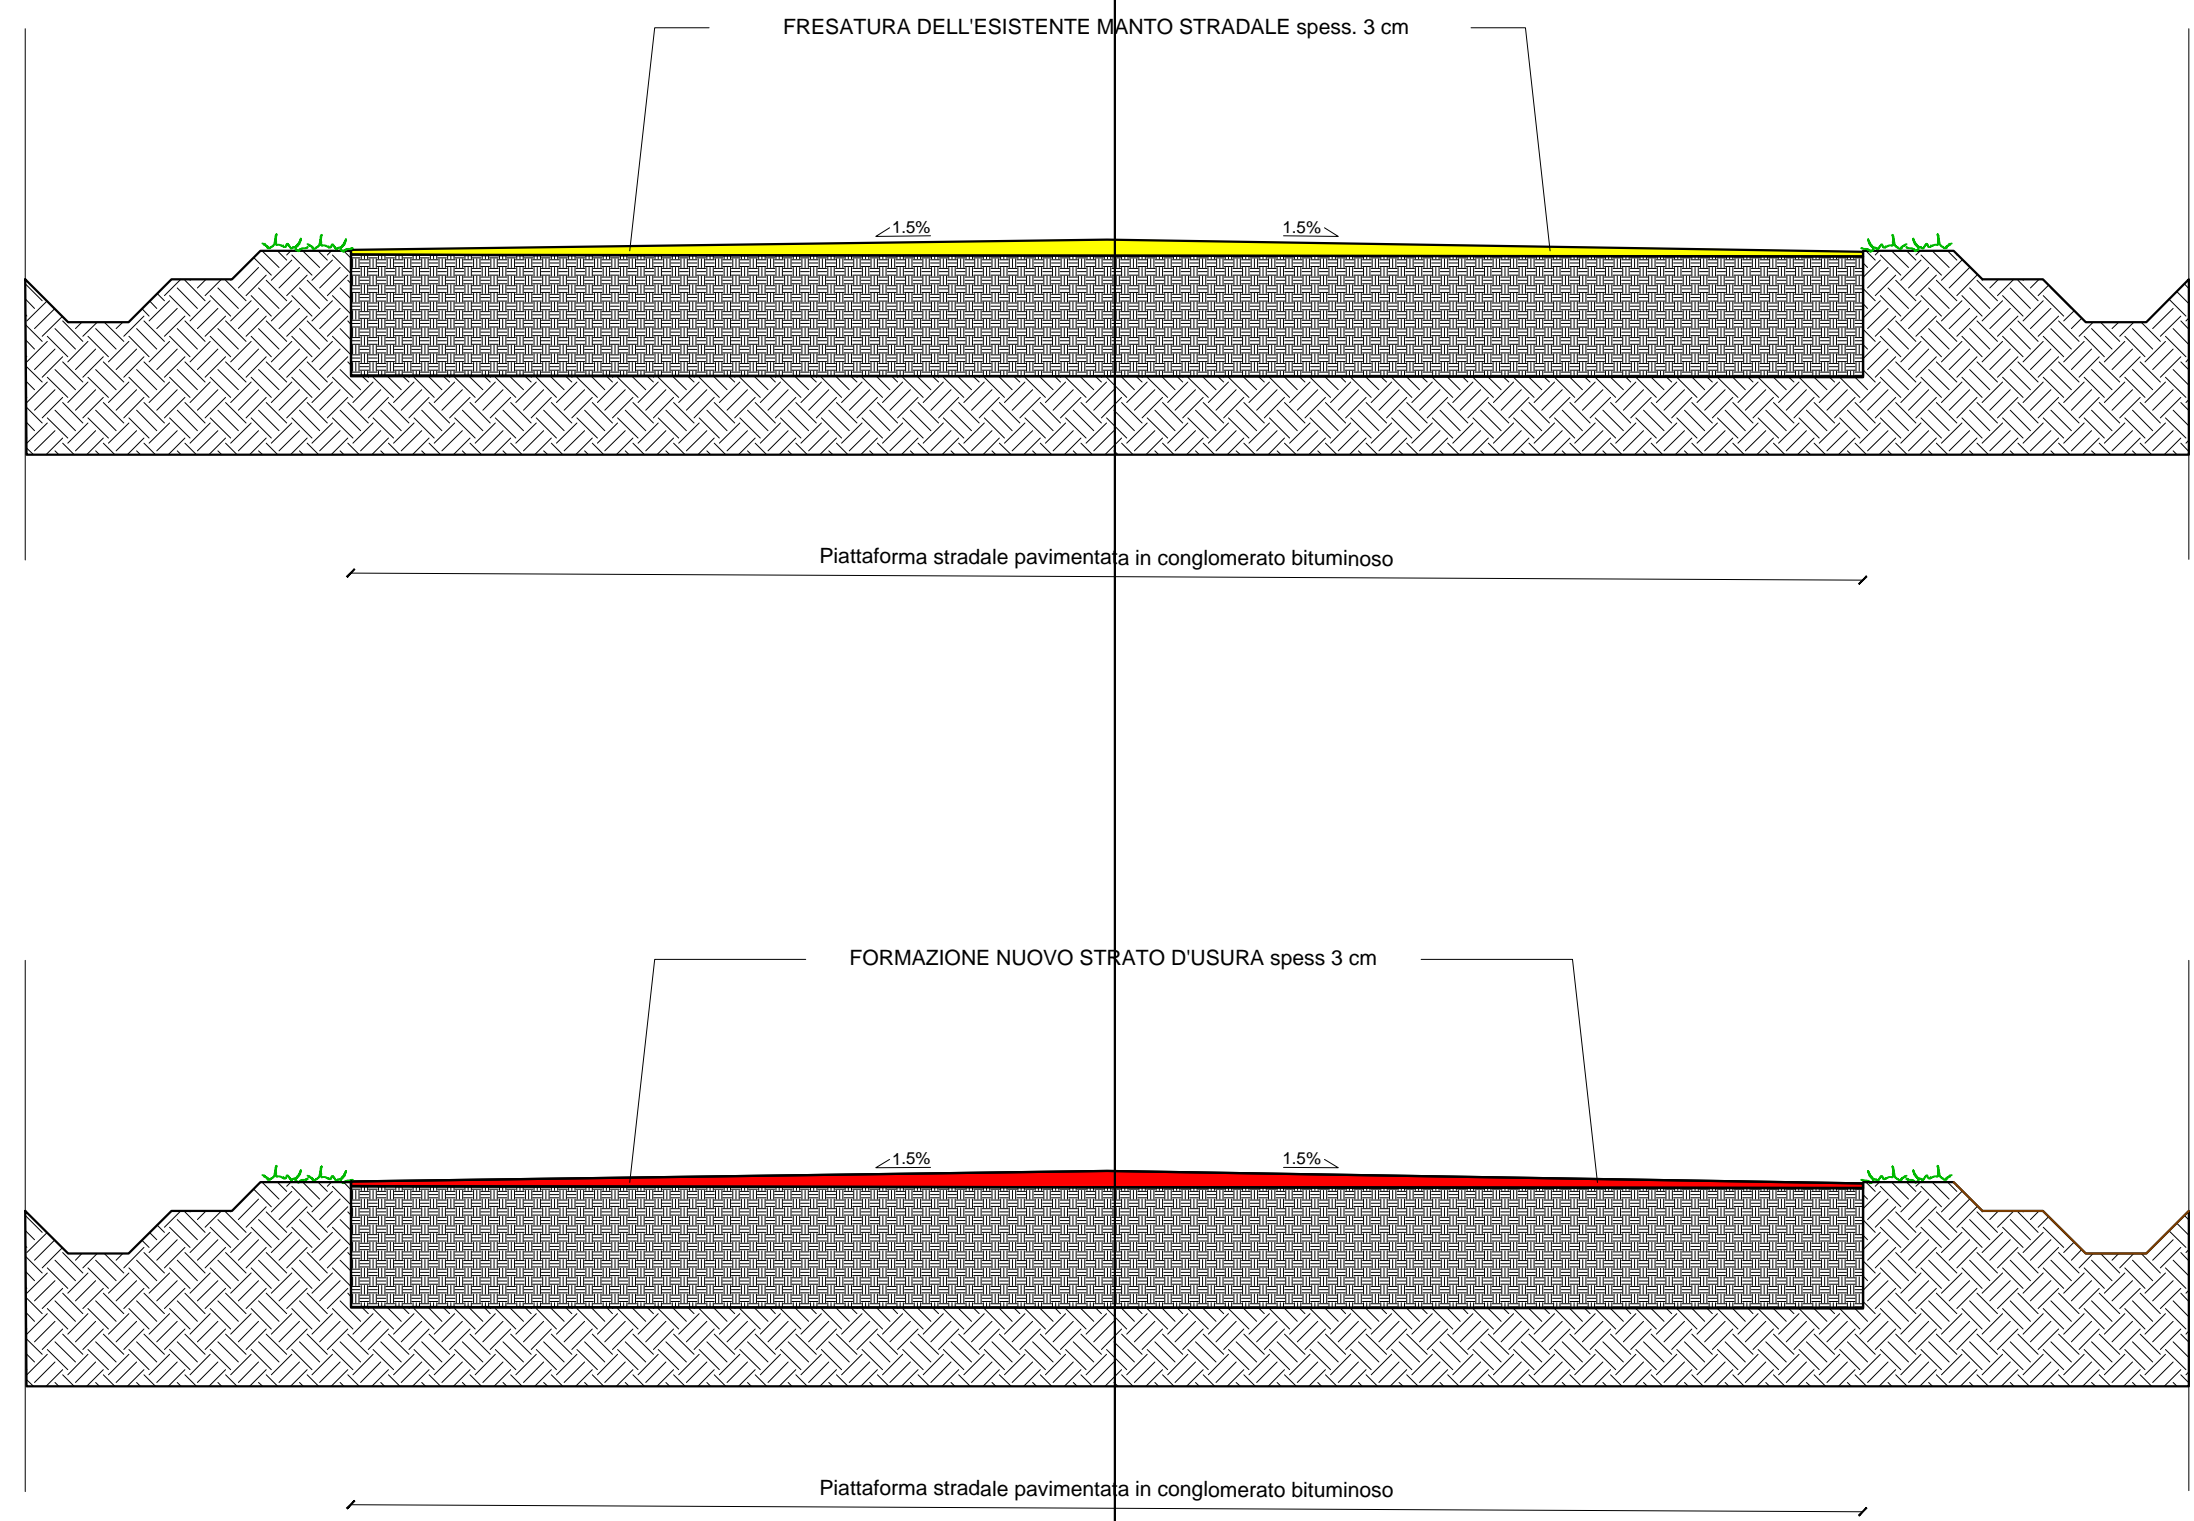 FRESATURA DELL'ESISTENTE MANTO STRADALE spess. 3 cm
1.5% 1.5%
Piattaforma stradale pavimentata in conglomerato bituminoso
FORMAZIONE NUOVO STRATO D'USURA spess 3 cm
1.5% 1.5%
Piattaforma stradale pavimentata in conglomerato bituminoso